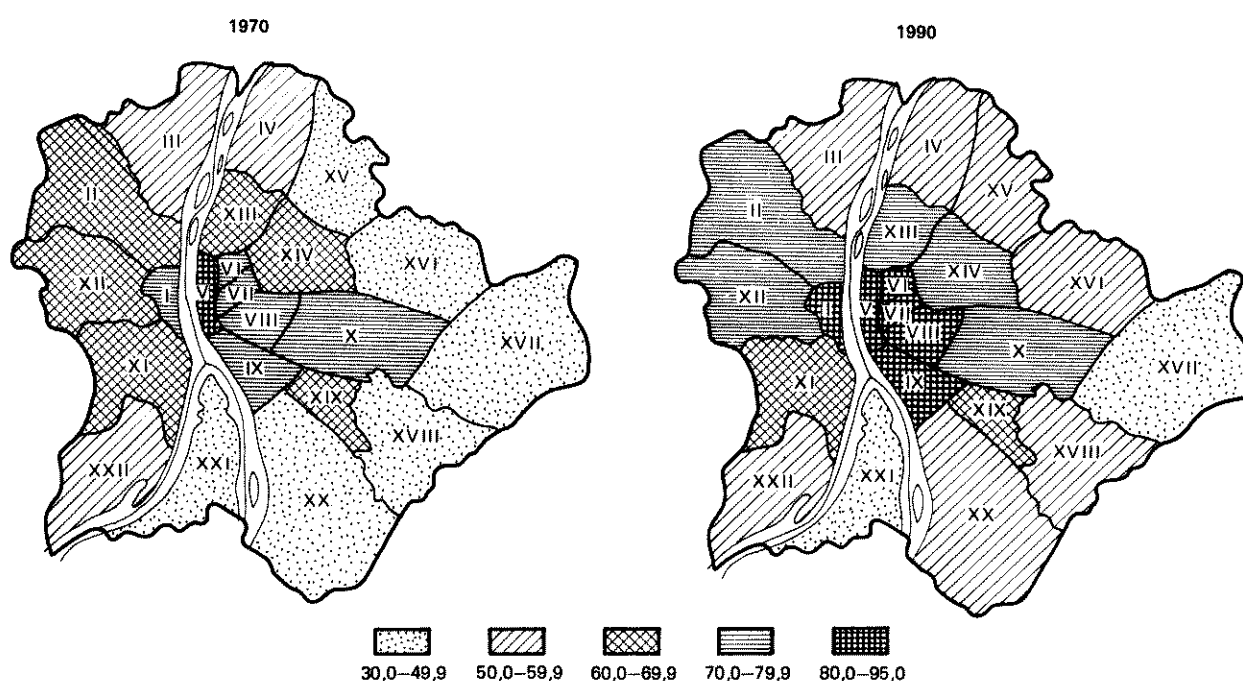 1970
III
IV
XV
II
XIII
XIV
XVI
XII
I
V
VI
VII
VIII
X
XVII
XI
IX
XIX
XVIII
XXII
XXI
XX
1990
III
IV
XV
II
XIII
XIV
XVI
XII
I
V
VI
VII
VIII
X
XVII
XI
IX
XIX
XVIII
XXII
XXI
XX
30,0—49,9 50,0—59,9 60,0—69,9 70,0—79,9 80,0—95,0